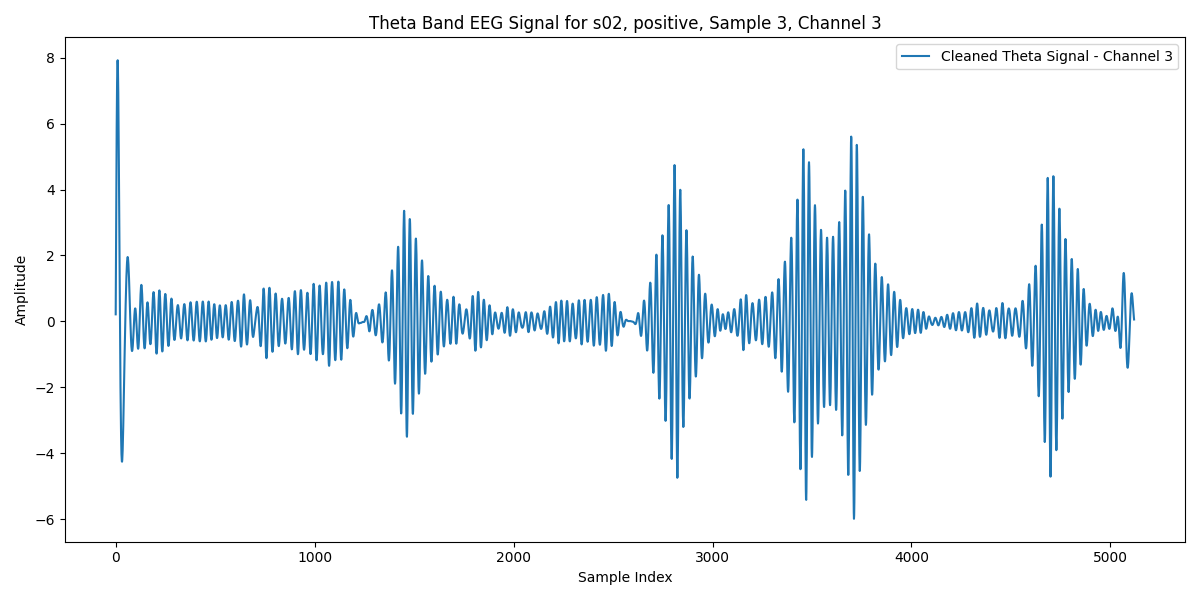 Theta Band EEG Signal for s02, positive, Sample 3, Channel 3
Cleaned Theta Signal - Channel 3
Amplitude
8
6
4
2
0
−2
−4
−6
0 1000 2000 3000 4000 5000
Sample Index